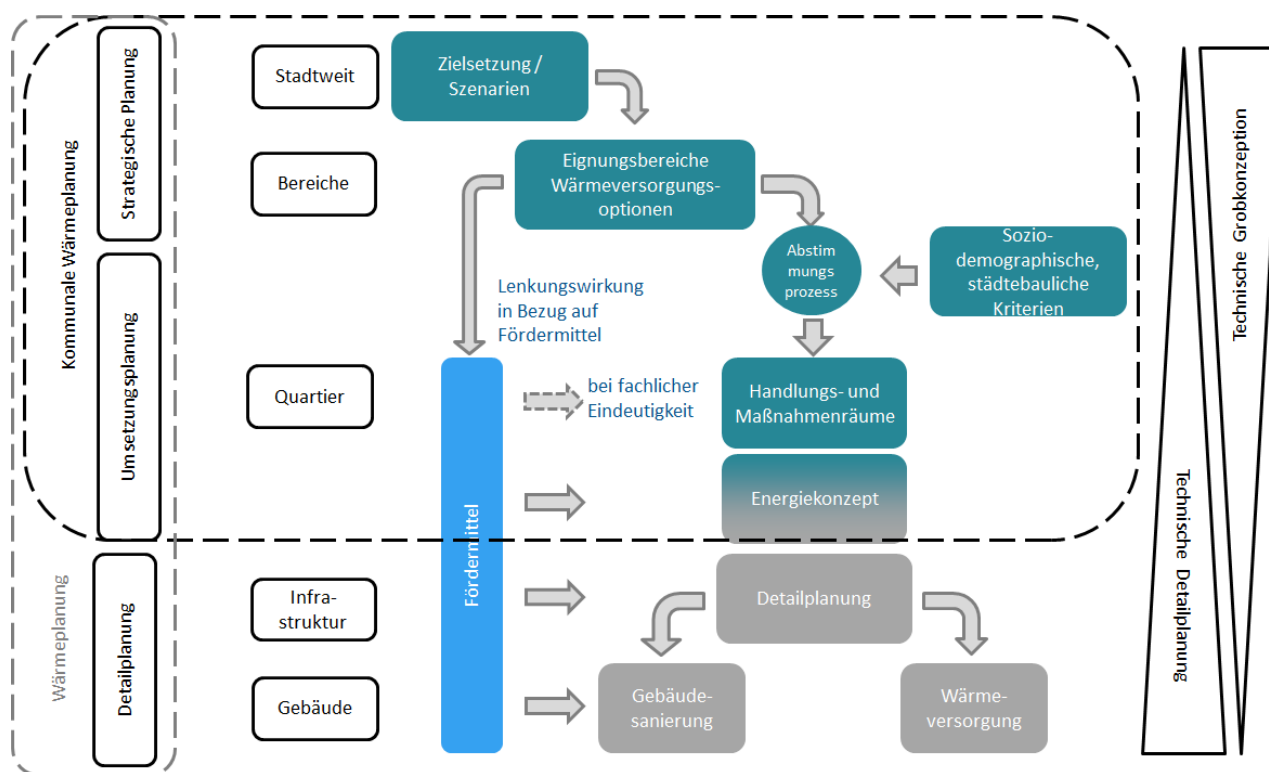 Wärmeplanung
Kommunale Wärmeplanung
Strategische Planung
Umsetzungsplanung
Detailplanung
Stadtweit
Bereiche
Quartier
Infra-
struktur
Gebäude
Zielsetzung /
Szenarien
Eignungsbereiche
Wärmeversorgungs-
optionen
Abstim
mungs
prozess
Sozio-
demographische,
städtebauliche
Kriterien
Lenkungswirkung
in Bezug auf
Fördermittel
Fördermittel
bei fachlicher
Eindeutigkeit
Handlungs- und
Maßnahmenräume
Energiekonzept
Detailplanung
Gebäude-
sanierung
Wärme-
versorgung
Technische Detailplanung
Technische Grobkonzeption